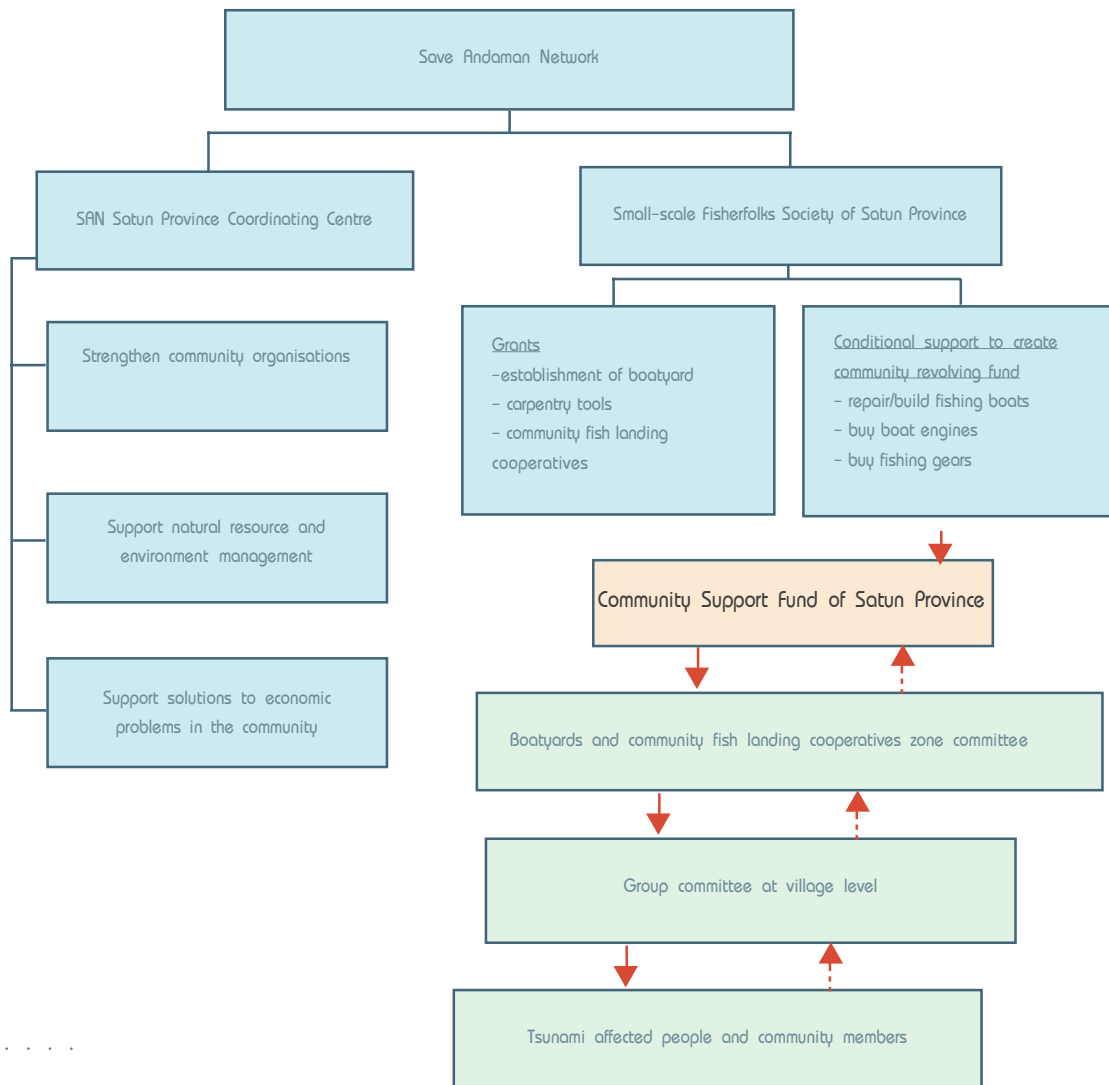 Save Andaman Network
SAN Satun Province Coordinating Centre
Small-scale Fisherfolks Society of Satun Province
Strengthen community organisations
Support natural resource and
environment management
Support solutions to economic
problems in the community
Grants
-establishment of boatyard
- carpentry tools
- community fish landing
cooperatives
Conditional support to create
community revolving fund
- repair/build fishing boats
- buy boat engines
- buy fishing gears
Community Support Fund of Satun Province
Boatyards and community fish landing cooperatives zone committee
Group committee at village level
Tsunami affected people and community members
. . . .